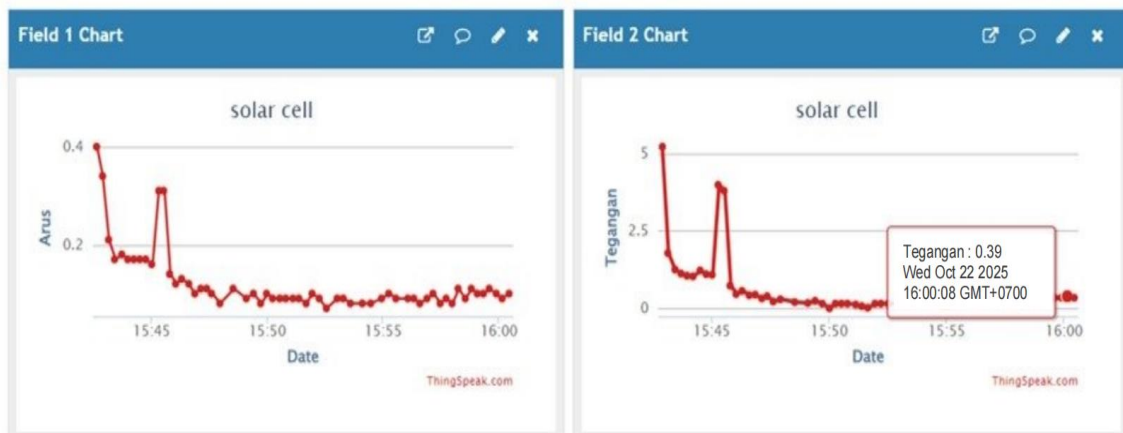 Field 1 Chart
solar cell
0.4
0.2
Arus
15:45 15:50 15:55 16:00
Date
ThingSpeak.com
Field 2 Chart
solar cell
5
2.5
0
Tegangan
Tegangan : 0.39
Wed Oct 22 2025
16:00:08 GMT+0700
15:45 15:50 15:55 16:00
Date
ThingSpeak.com